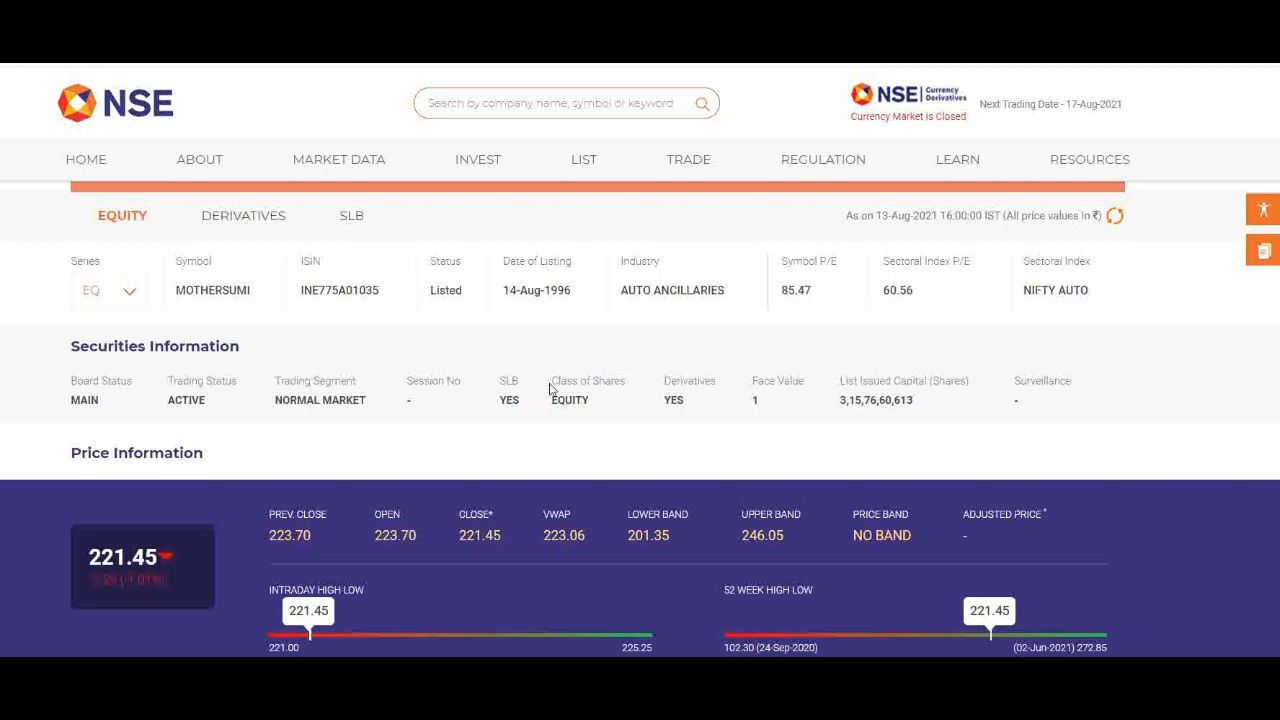 NSE
Search by company name, symbol or keyword
NSE | Currency Derivatives
Currency Market is Closed
Next Trading Date - 17-Aug-2021
HOME ABOUT MARKET DATA INVEST LIST TRADE REGULATION LEARN RESOURCES
EQUITY DERIVATIVES SLB As on 13-Aug-2021 16:00:00 IST (All price values in ₹)
Series Symbol ISIN Status Date of Listing Industry Symbol P/E Sectoral Index P/E Sectoral Index
EQ MOTHERSUMI INE775A01035 Listed 14-Aug-1996 AUTO ANCILLARIES 85.47 60.56 NIFTY AUTO
Securities Information
Board Status Trading Status Trading Segment Session No SLB Class of Shares Derivatives Face Value List Issued Capital (Shares) Surveillance
MAIN ACTIVE NORMAL MARKET - YES EQUITY YES 1 3,15,76,60,613 -
Price Information
PREV. CLOSE OPEN CLOSE* VWAP LOWER BAND UPPER BAND PRICE BAND ADJUSTED PRICE*
223.70 223.70 221.45 223.06 201.35 246.05 NO BAND -
221.45
INTRADAY HIGH LOW 52 WEEK HIGH LOW
221.45 221.45
221.00 225.25 102.30 (24-Sep-2020) (02-Jun-2021) 272.85